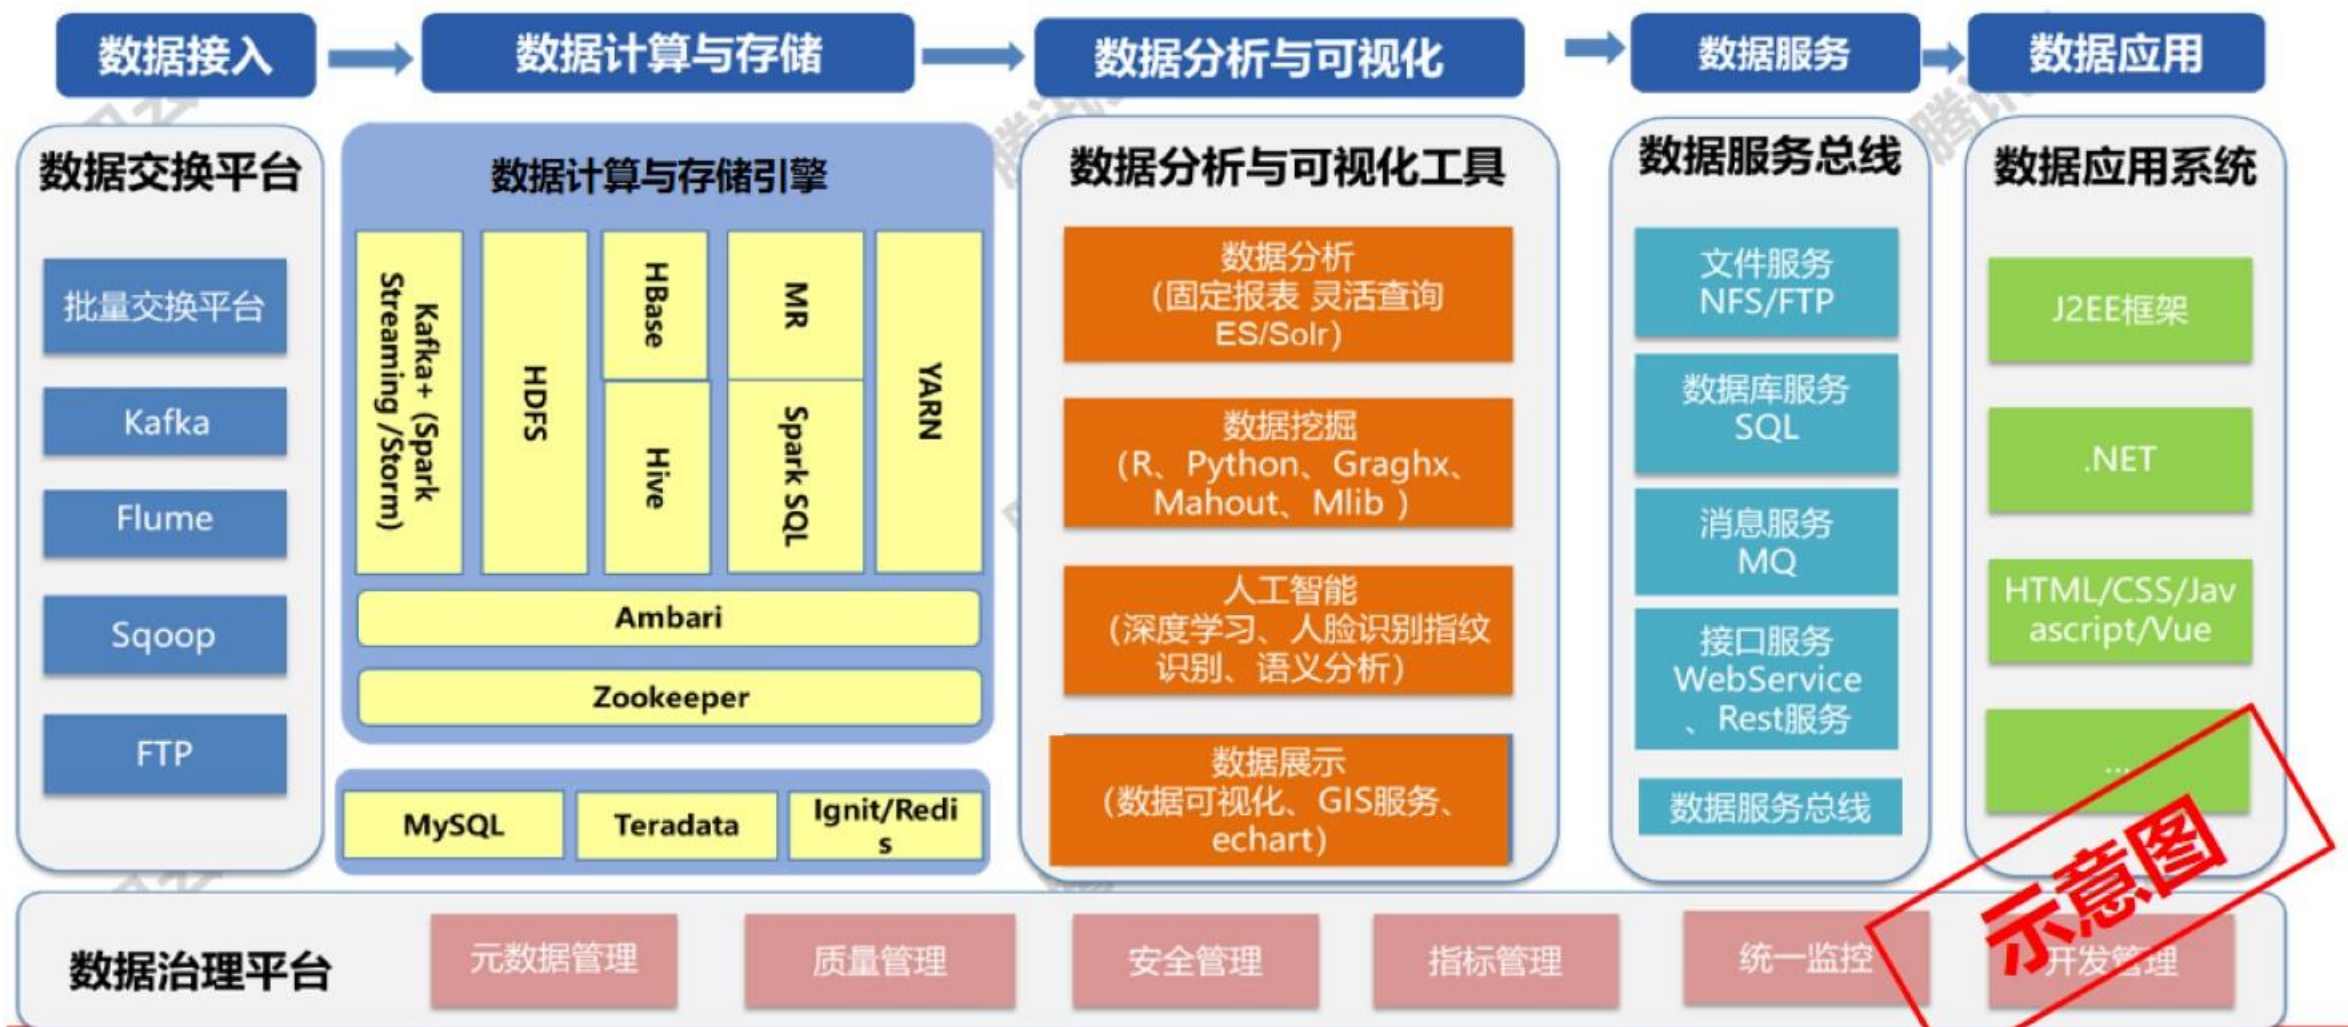 数据接入
数据计算与存储
数据分析与可视化
数据服务
数据应用
数据交换平台
批量交换平台
Kafka
Flume
Sqoop
FTP
数据计算与存储引擎
Kafka+ (Spark
Streaming /Storm)
HDFS
HBase
Hive
MR
Spark SQL
YARN
Ambari
Zookeeper
MySQL
Teradata
Ignit/Redi
s
数据分析与可视化工具
数据分析
（固定报表 灵活查询
ES/Solr）
数据挖掘
（R、Python、Graghx、
Mahout、Mlib ）
人工智能
（深度学习、人脸识别指纹
识别、语义分析）
数据展示
（数据可视化、GIS服务、
echart）
数据服务总线
文件服务
NFS/FTP
数据库服务
SQL
消息服务
MQ
接口服务
WebService
、Rest服务
数据服务总线
数据应用系统
J2EE框架
.NET
HTML/CSS/Jav
ascript/Vue
...
数据治理平台
元数据管理
质量管理
安全管理
指标管理
统一监控
开发管理
示意图